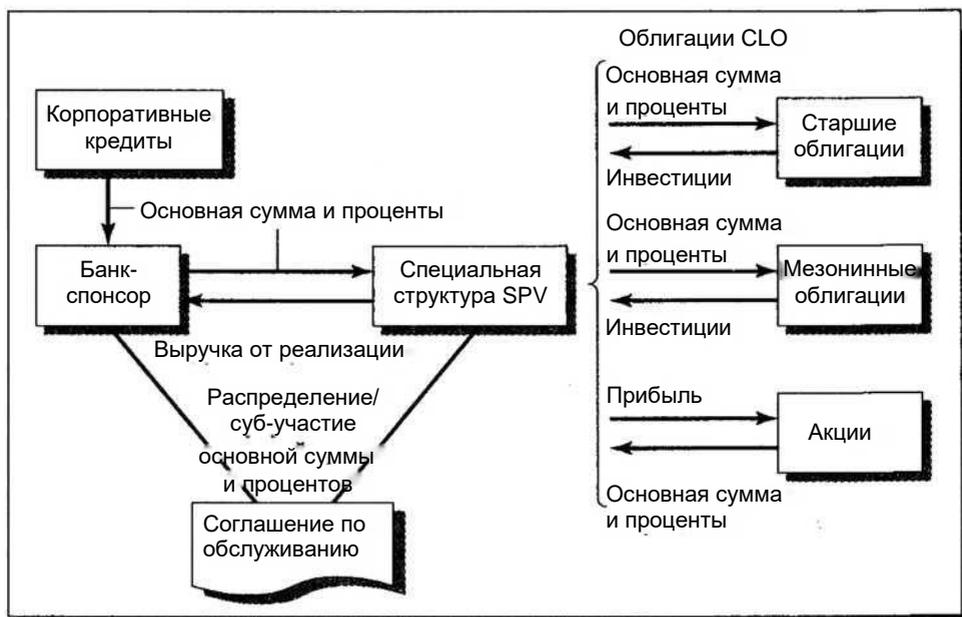 Облигации CLO
Корпоративные
кредиты
Основная сумма и проценты
Банк-
спонсор
Специальная
структура SPV
Выручка от реализации
Распределение/
суб-участие
основной суммы
и процентов
Соглашение по
обслуживанию
Основная сумма
и проценты
Старшие
облигации
Инвестиции
Основная сумма
и проценты
Мезонинные
облигации
Инвестиции
Прибыль
Акции
Основная сумма
и проценты